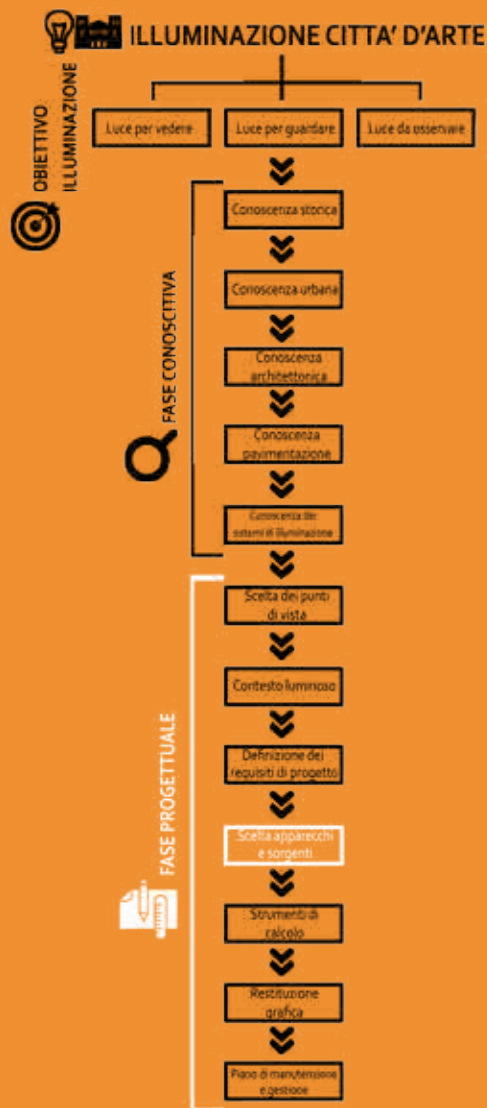 ILLUMINAZIONE CITTA' D'ARTE
OBIETTIVO
ILLUMINAZIONE
Luce per vedere
Luce per guardare
Luce da osservare
FASE CONOSCITIVA
Conoscenza storica
Conoscenza urbana
Conoscenza
architettonica
Conoscenza
pavimentazione
Conoscenza dei
sistemi di illuminazione
FASE PROGETTUALE
Scelta dei punti
di vista
Contesto luminoso
Definizione dei
requisiti di progetto
Scelta apparecchi
e sorgenti
Strumenti di
calcolo
Restituzione
grafica
Piano di manutenzione
e gestione